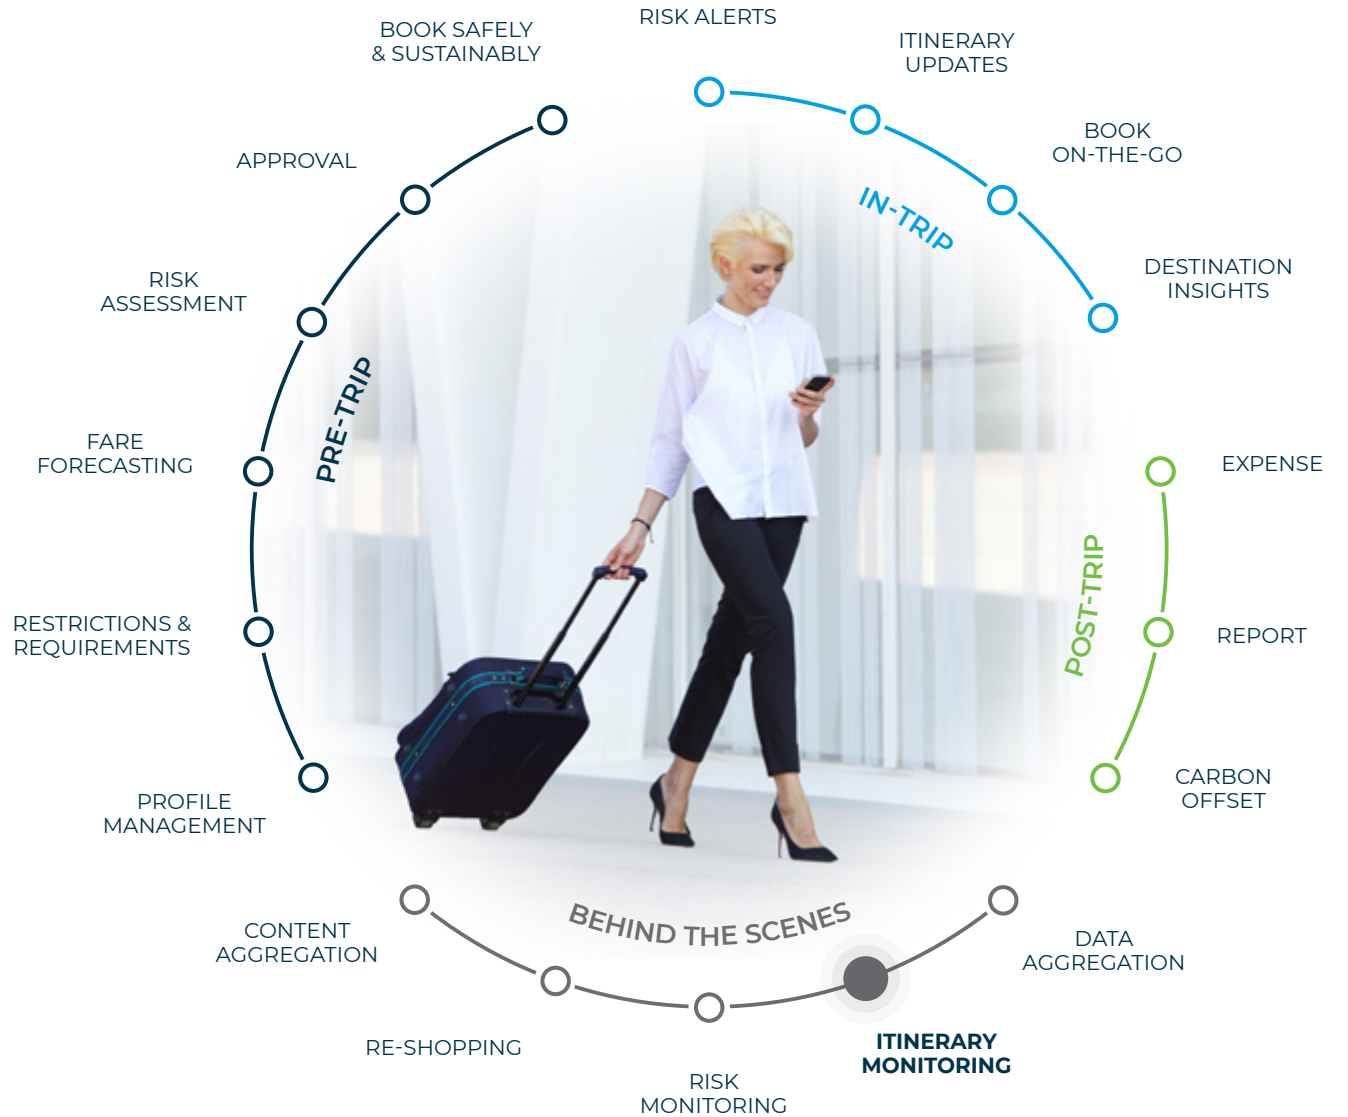 RISK ALERTS
BOOK SAFELY
& SUSTAINABLY
ITINERARY
UPDATES
APPROVAL
BOOK
ON-THE-GO
IN-TRIP
RISK
ASSESSMENT
DESTINATION
INSIGHTS
PRE-TRIP
FARE
FORECASTING
EXPENSE
POST-TRIP
RESTRICTIONS &
REQUIREMENTS
REPORT
PROFILE
MANAGEMENT
CARBON
OFFSET
BEHIND THE SCENES
CONTENT
AGGREGATION
DATA
AGGREGATION
RE-SHOPPING
ITINERARY
MONITORING
RISK
MONITORING